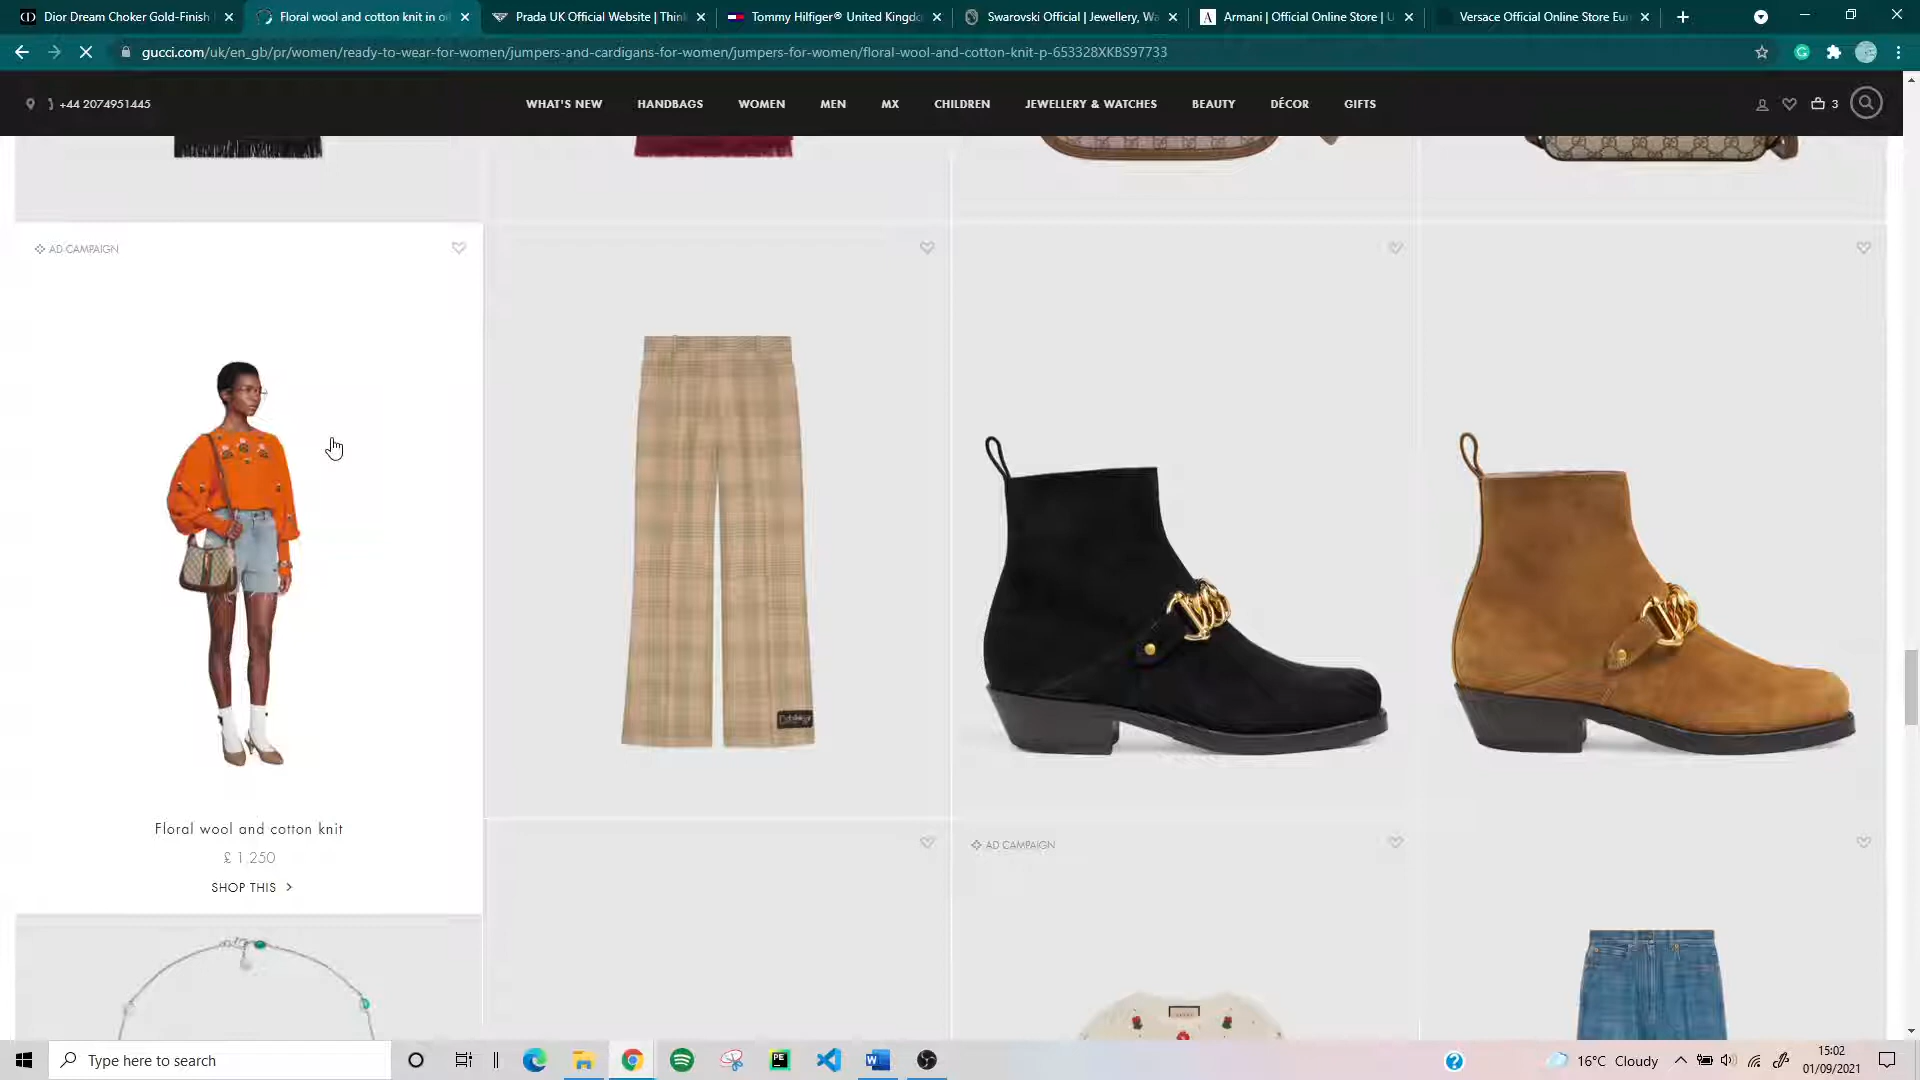 Dior Dream Choker Gold-Finish
Floral wool and cotton knit in o
Prada UK Official Website | Thin
Tommy Hilfiger® United Kingdo
Swarovski Official | Jewellery, Wa
Armani | Official Online Store | U
Versace Official Online Store Eur
gucci.com/uk/en_gb/pr/women/ready-to-wear-for-women/jumpers-and-cardigans-for-women/jumpers-for-women/floral-wool-and-cotton-knit-p-653328XKBS97733
+44 2074951445
WHAT'S NEW
HANDBAGS
WOMEN
MEN
MX
CHILDREN
JEWELLERY & WATCHES
BEAUTY
DÉCOR
GIFTS
3
AD CAMPAIGN
Floral wool and cotton knit
£ 1.250
SHOP THIS >
AD CAMPAIGN
Type here to search
16°C Cloudy
15:02
01/09/2021